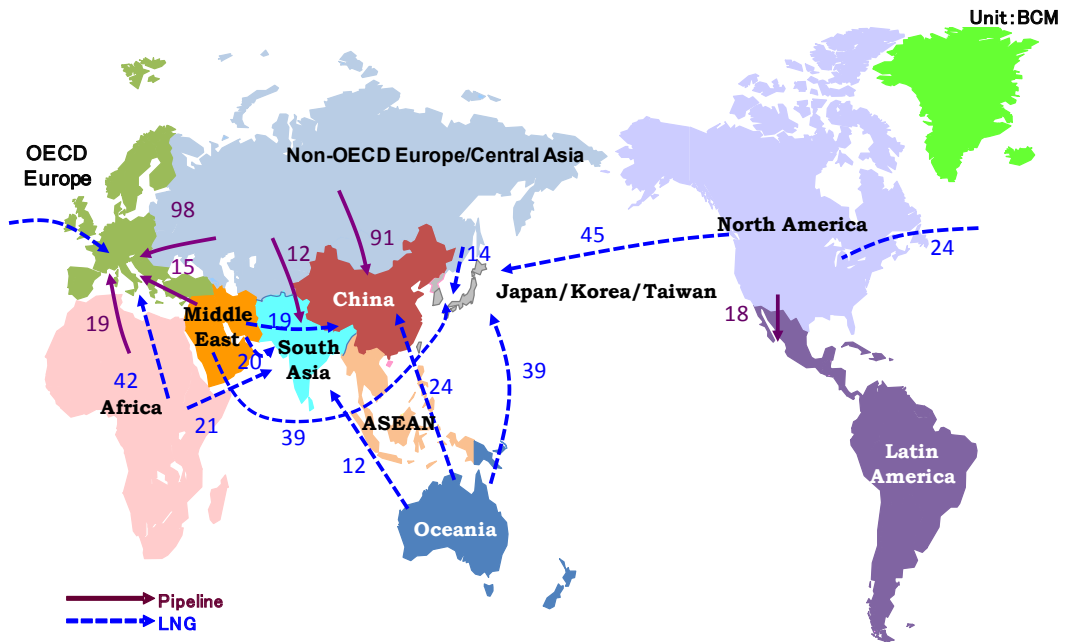 Unit:BCM
OECD
Europe
Non-OECD Europe/Central Asia
98
12
91
14
45
North America
24
15
China
Japan/Korea/Taiwan
19
Middle
East
19
South
Asia
18
20
42
Africa
21
39
24
ASEAN
39
12
Latin
America
Oceania
Pipeline
LNG